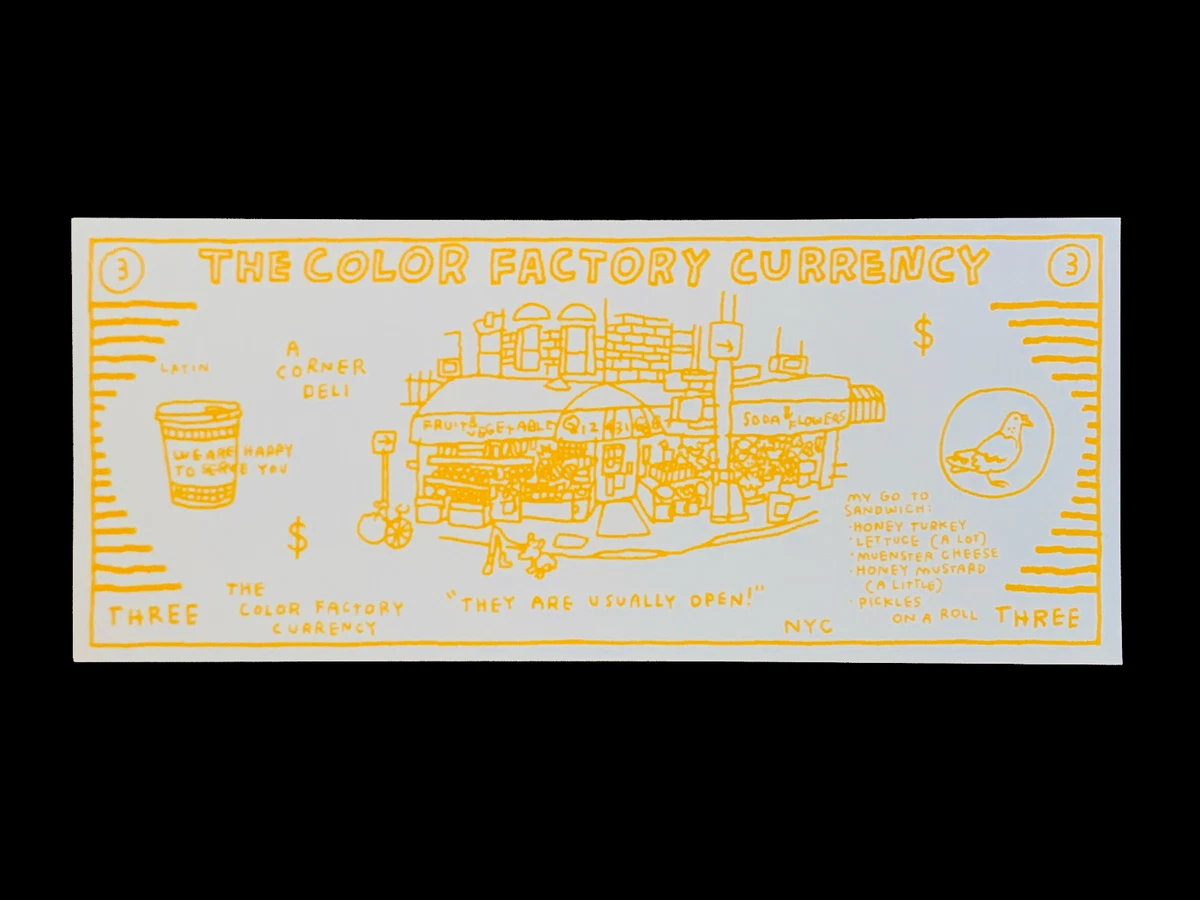 3
THE COLOR FACTORY CURRENCY
3
$
A
CORNER
DELI
LATIN
WE ARE HAPPY
TO SERVE YOU
FRUIT &
VEGETABLE
SODA & FLOWERS
$
MY GO TO
SANDWICH:
·HONEY TURKEY
·LETTUCE (A LOT)
·MUENSTER CHEESE
·HONEY MUSTARD
(A LITTLE)
·PICKLES
ON A ROLL
THREE
THE
COLOR FACTORY
CURRENCY
"THEY ARE USUALLY OPEN!"
NYC
THREE